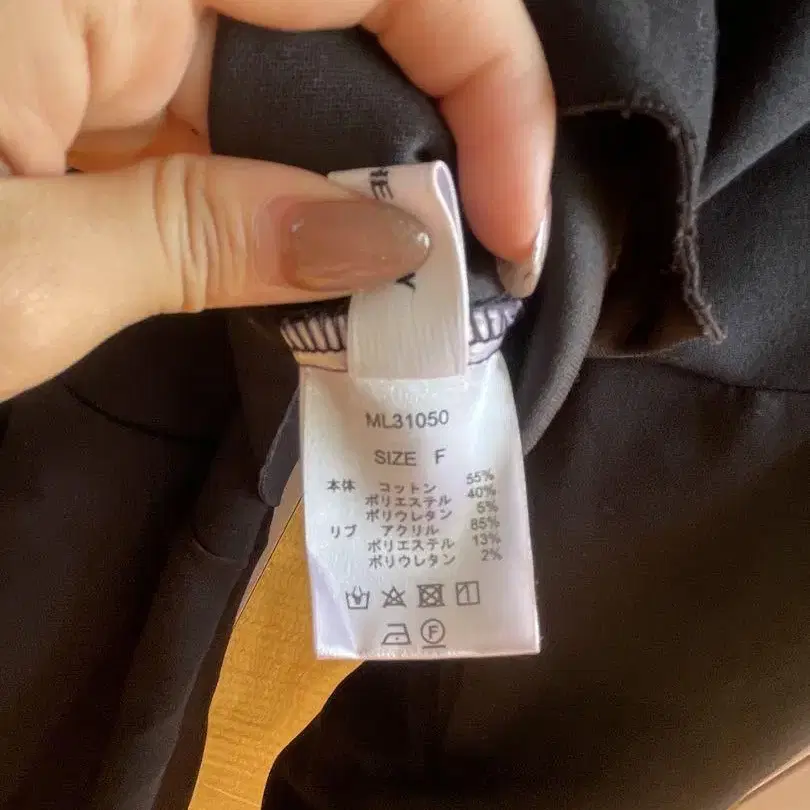 HE
Y
ML31050
SIZE F
本体 コットン 55%
ポリエステル 40%
ポリウレタン 5%
リブ アクリル 85%
ポリエステル 13%
ポリウレタン 2%
F